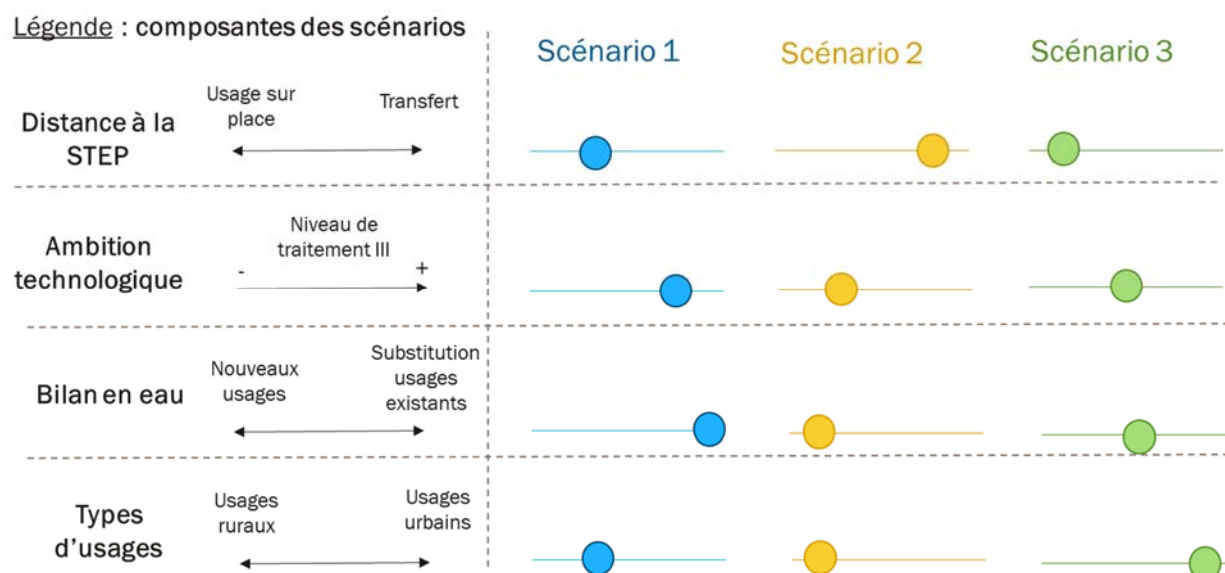 Légende : composantes des scénarios
Scénario 1
Scénario 2
Scénario 3
Distance à la
STEP
Usage sur
place
Transfert
Ambition
technologique
Niveau de
traitement III
-
+
Bilan en eau
Nouveaux
usages
Substitution
usages
existants
Types
d'usages
Usages
ruraux
Usages
urbains